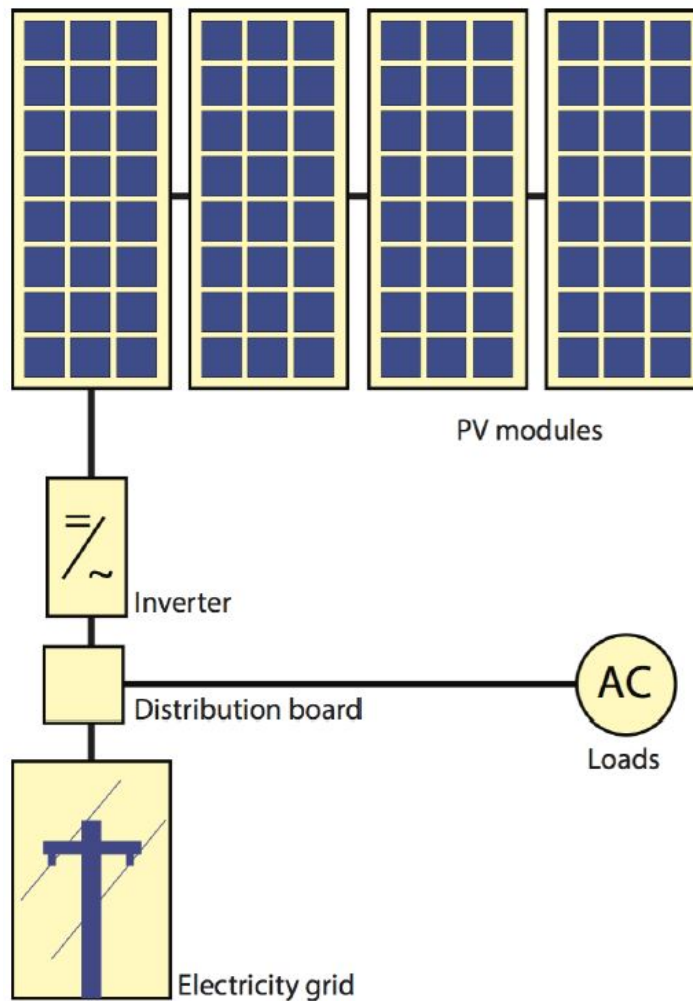 PV modules
=/~
Inverter
Distribution board
AC
Loads
Electricity grid